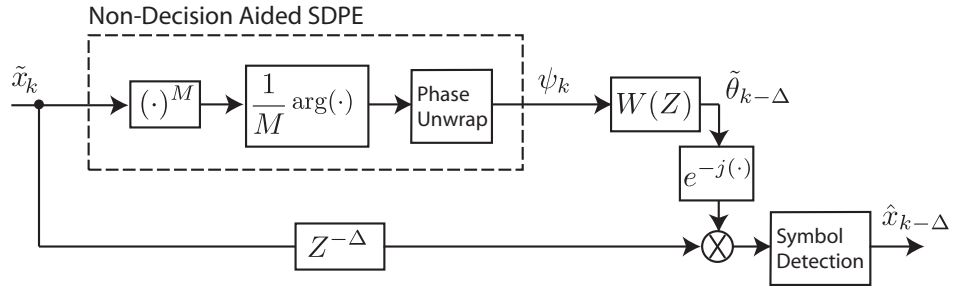 Non-Decision Aided SDPE
x̃_k
(·)^M
1/M arg(·)
Phase
Unwrap
ψ_k
W(Z)
θ̃_{k−Δ}
e^{−j(·)}
Z^{−Δ}
Symbol
Detection
x̂_{k−Δ}